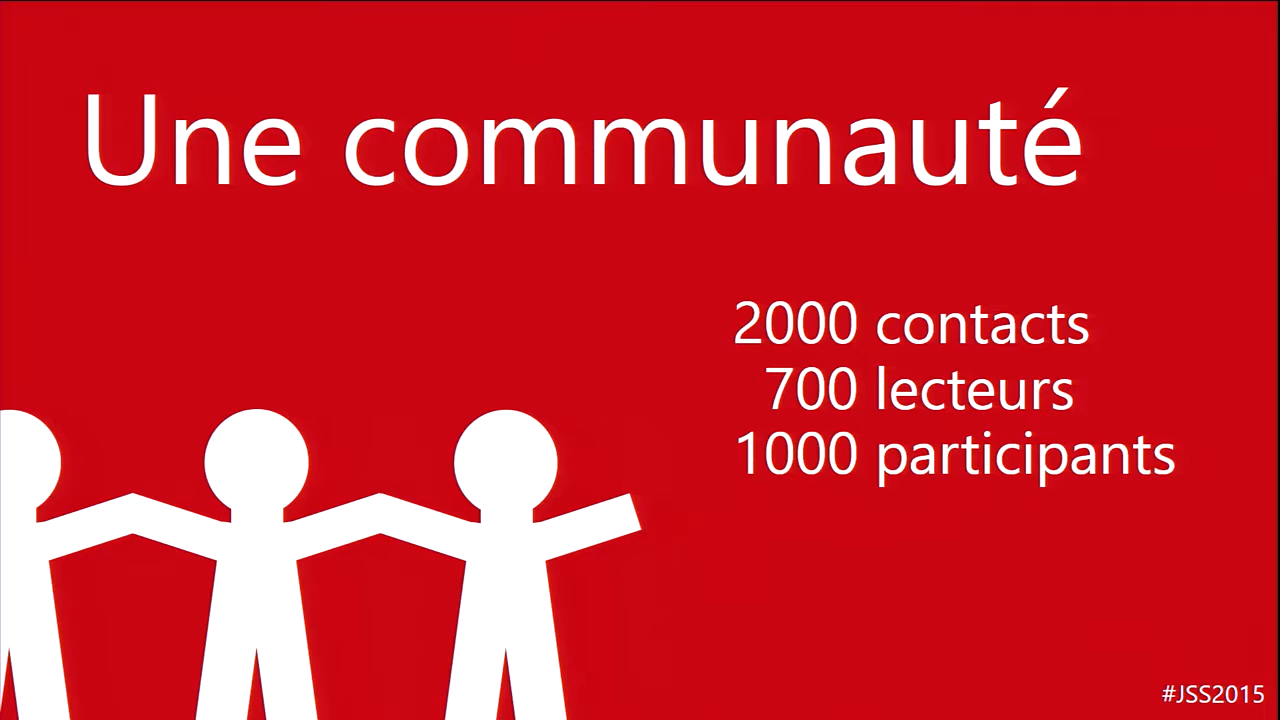 Une communauté
2000 contacts
700 lecteurs
1000 participants
#JSS2015